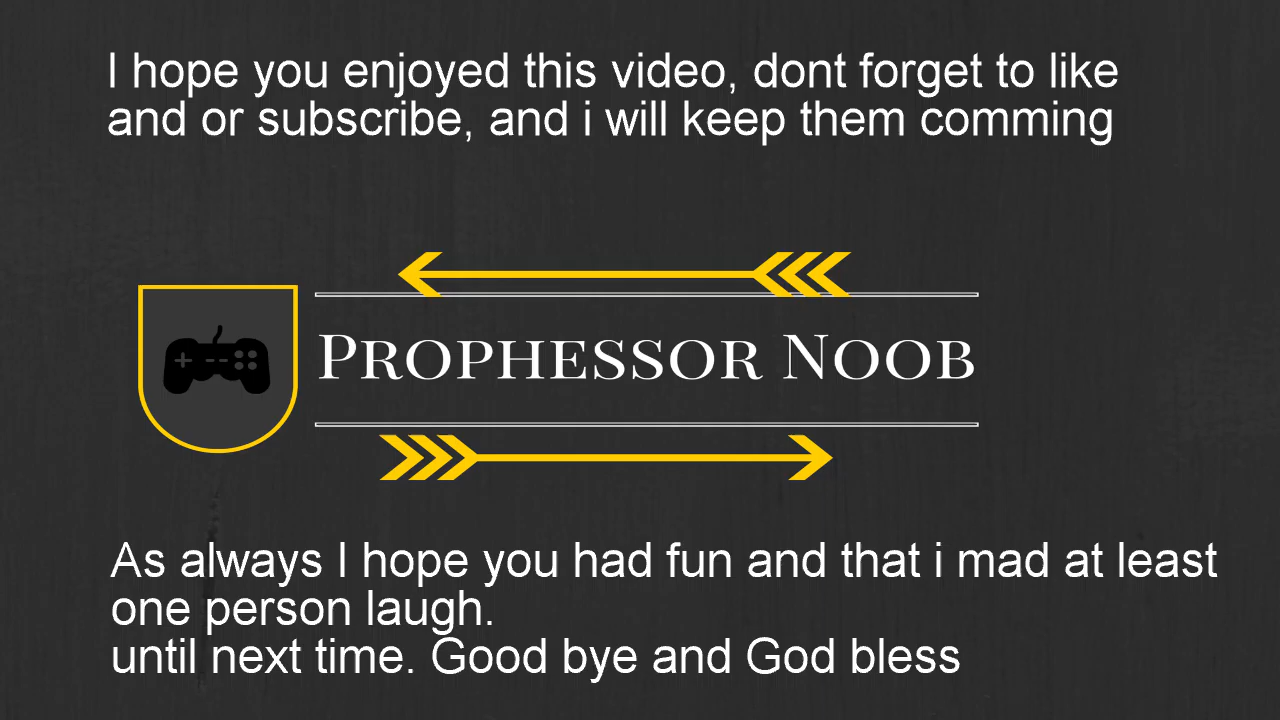 I hope you enjoyed this video, dont forget to like
and or subscribe, and i will keep them comming
Prophessor Noob
As always I hope you had fun and that i mad at least
one person laugh.
until next time. Good bye and God bless